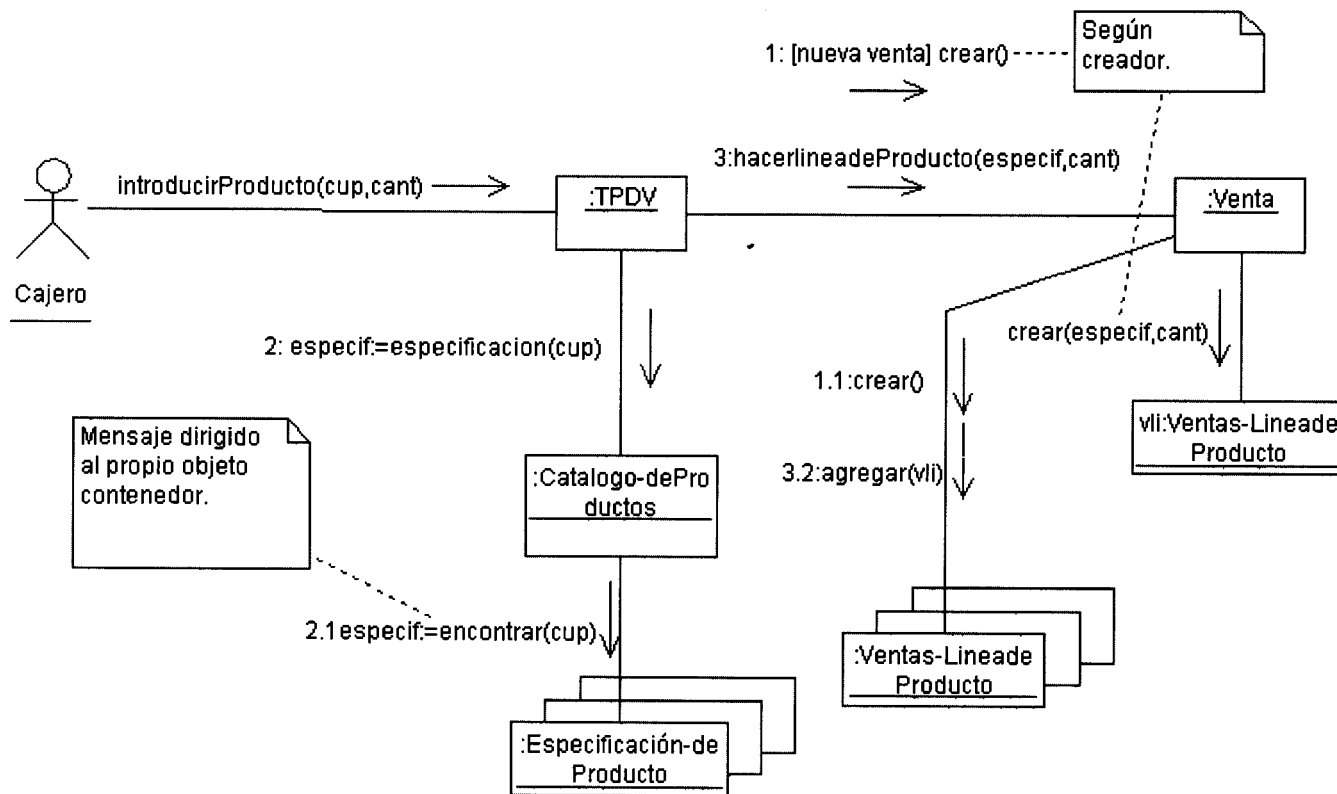 Según
creador.
1: [nueva venta] crear()
3:hacerlineadeProducto(especif,cant)
introducirProducto(cup,cant)
:TPDV
:Venta
Cajero
2: especif:=especificacion(cup)
crear(especif,cant)
1.1:crear()
vli:Ventas-Lineade
Producto
Mensaje dirigido
al propio objeto
contenedor.
3.2:agregar(vli)
:Catalogo-dePro
ductos
2.1especif:=encontrar(cup)
:Ventas-Lineade
Producto
:Especificación-de
Producto